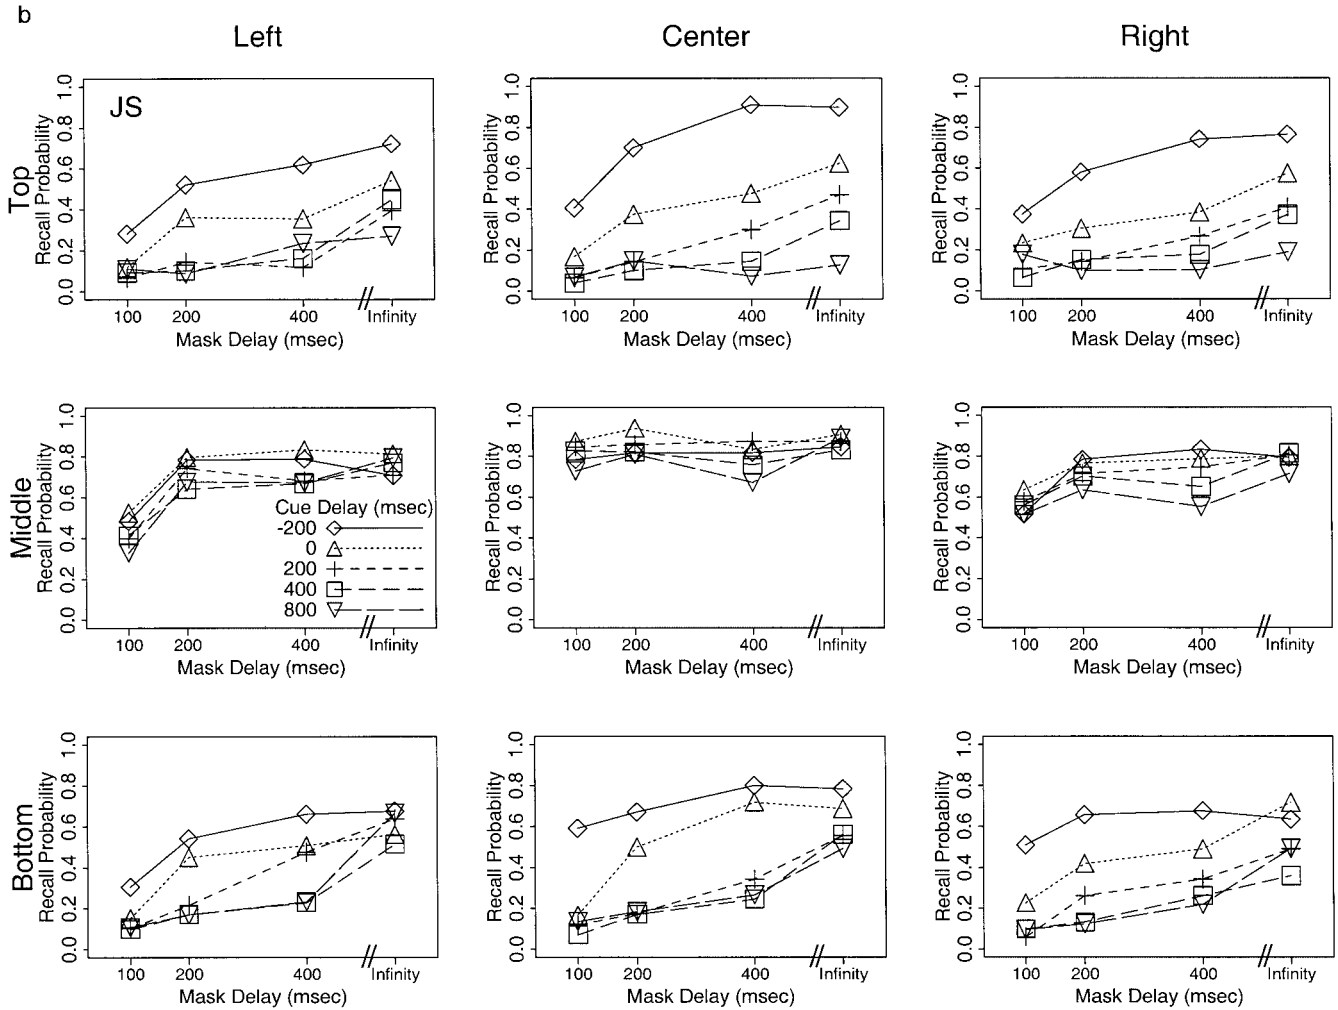 b
Left
Center
Right
Top
JS
Recall Probability
0.0 0.2 0.4 0.6 0.8 1.0
100 200 400 Infinity
Mask Delay (msec)
Recall Probability
0.0 0.2 0.4 0.6 0.8 1.0
100 200 400 Infinity
Mask Delay (msec)
Recall Probability
0.0 0.2 0.4 0.6 0.8 1.0
100 200 400 Infinity
Mask Delay (msec)
Middle
Recall Probability
0.0 0.2 0.4 0.6 0.8 1.0
Cue Delay (msec)
-200
0
200
400
800
100 200 400 Infinity
Mask Delay (msec)
Recall Probability
0.0 0.2 0.4 0.6 0.8 1.0
100 200 400 Infinity
Mask Delay (msec)
Recall Probability
0.0 0.2 0.4 0.6 0.8 1.0
100 200 400 Infinity
Mask Delay (msec)
Bottom
Recall Probability
0.0 0.2 0.4 0.6 0.8 1.0
100 200 400 Infinity
Mask Delay (msec)
Recall Probability
0.0 0.2 0.4 0.6 0.8 1.0
100 200 400 Infinity
Mask Delay (msec)
Recall Probability
0.0 0.2 0.4 0.6 0.8 1.0
100 200 400 Infinity
Mask Delay (msec)